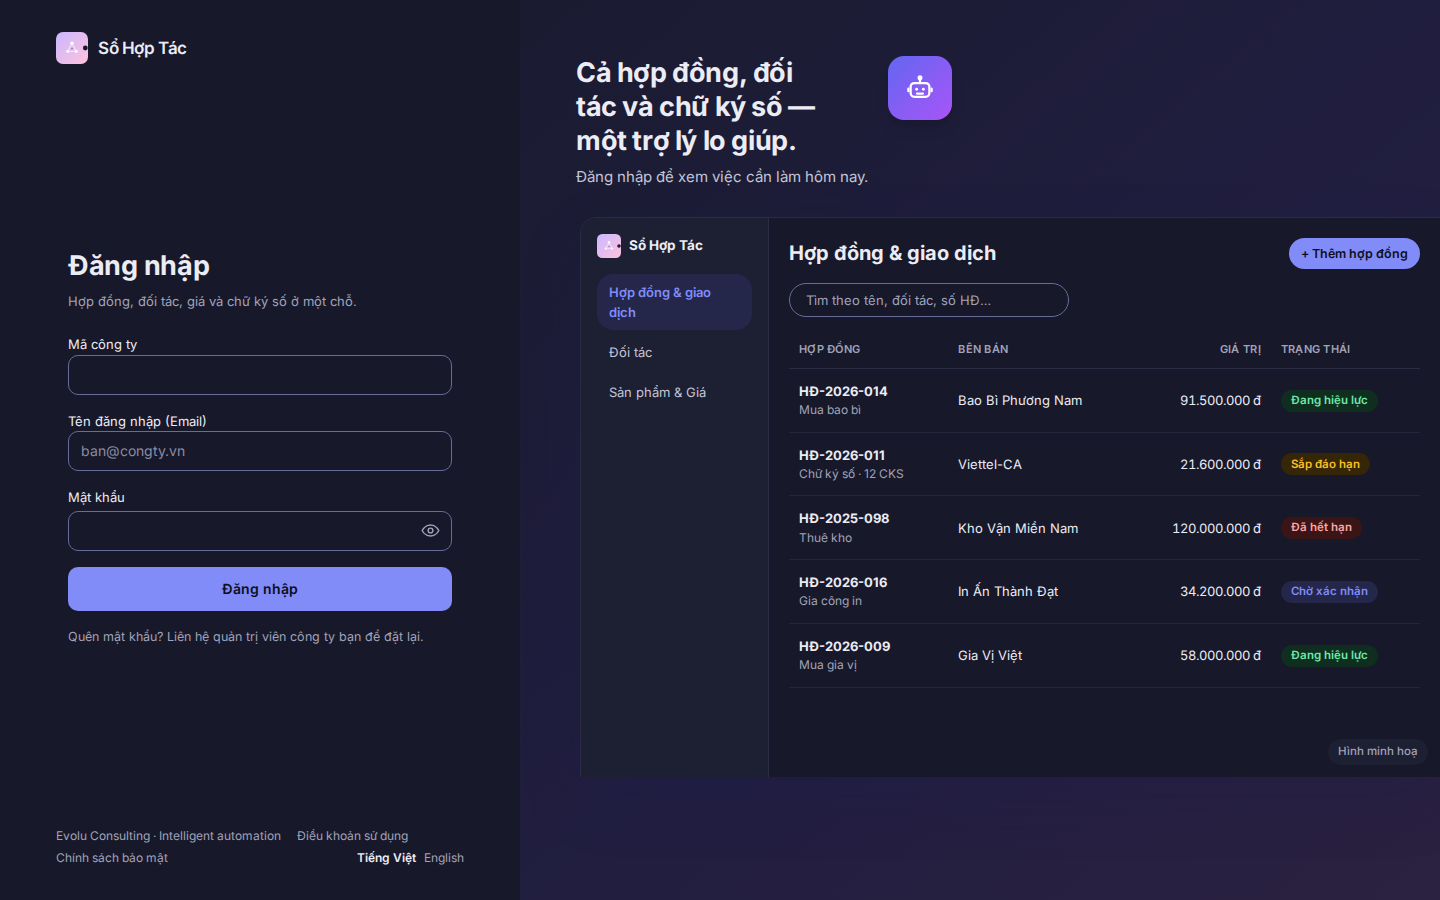 Sổ Hợp Tác
Đăng nhập
Hợp đồng, đối tác, giá và chữ ký số ở một chỗ.
Mã công ty
Tên đăng nhập (Email)
ban@congty.vn
Mật khẩu
Đăng nhập
Quên mật khẩu? Liên hệ quản trị viên công ty bạn để đặt lại.
Evolu Consulting · Intelligent automation
Điều khoản sử dụng
Chính sách bảo mật
Tiếng Việt English
Cả hợp đồng, đối
tác và chữ ký số —
một trợ lý lo giúp.
Đăng nhập để xem việc cần làm hôm nay.
Sổ Hợp Tác
Hợp đồng & giao
dịch
Đối tác
Sản phẩm & Giá
Hợp đồng & giao dịch
+ Thêm hợp đồng
Tìm theo tên, đối tác, số HĐ...
HỢP ĐỒNG BÊN BÁN GIÁ TRỊ TRẠNG THÁI
HĐ-2026-014
Mua bao bì
Bao Bì Phương Nam 91.500.000 đ Đang hiệu lực
HĐ-2026-011
Chữ ký số · 12 CKS
Viettel-CA 21.600.000 đ Sắp đáo hạn
HĐ-2025-098
Thuê kho
Kho Vận Miền Nam 120.000.000 đ Đã hết hạn
HĐ-2026-016
Gia công in
In Ấn Thành Đạt 34.200.000 đ Chờ xác nhận
HĐ-2026-009
Mua gia vị
Gia Vị Việt 58.000.000 đ Đang hiệu lực
Hình minh hoạ